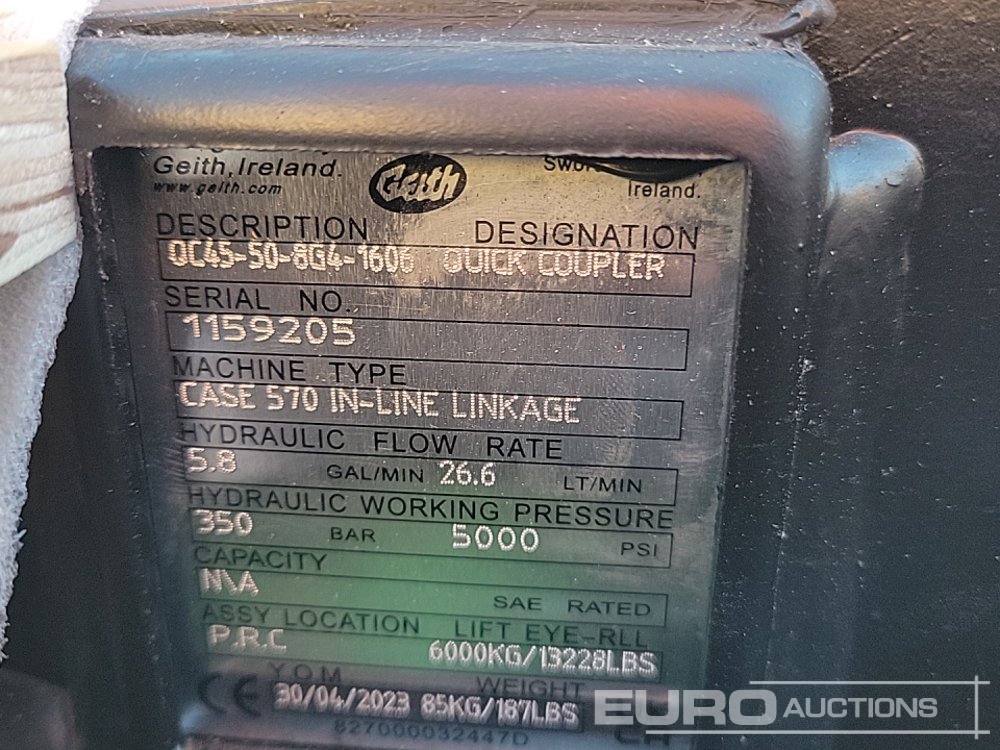 Geith, Ireland.
www.geith.com
Geith
Ireland.
DESCRIPTION DESIGNATION
QC45-50-8G4-1606 QUICK COUPLER
SERIAL NO.
1159205
MACHINE TYPE
CASE 570 IN-LINE LINKAGE
HYDRAULIC FLOW RATE
5.8 GAL/MIN 26.6 LT/MIN
HYDRAULIC WORKING PRESSURE
350 BAR 5000 PSI
CAPACITY
N\A SAE RATED
ASSY LOCATION LIFT EYE-RLL
P.R.C 6000KG/13228LBS
Y.O.M. WEIGHT
CE 30/04/2023 85KG/187LBS
827000032447D
EURO AUCTIONS